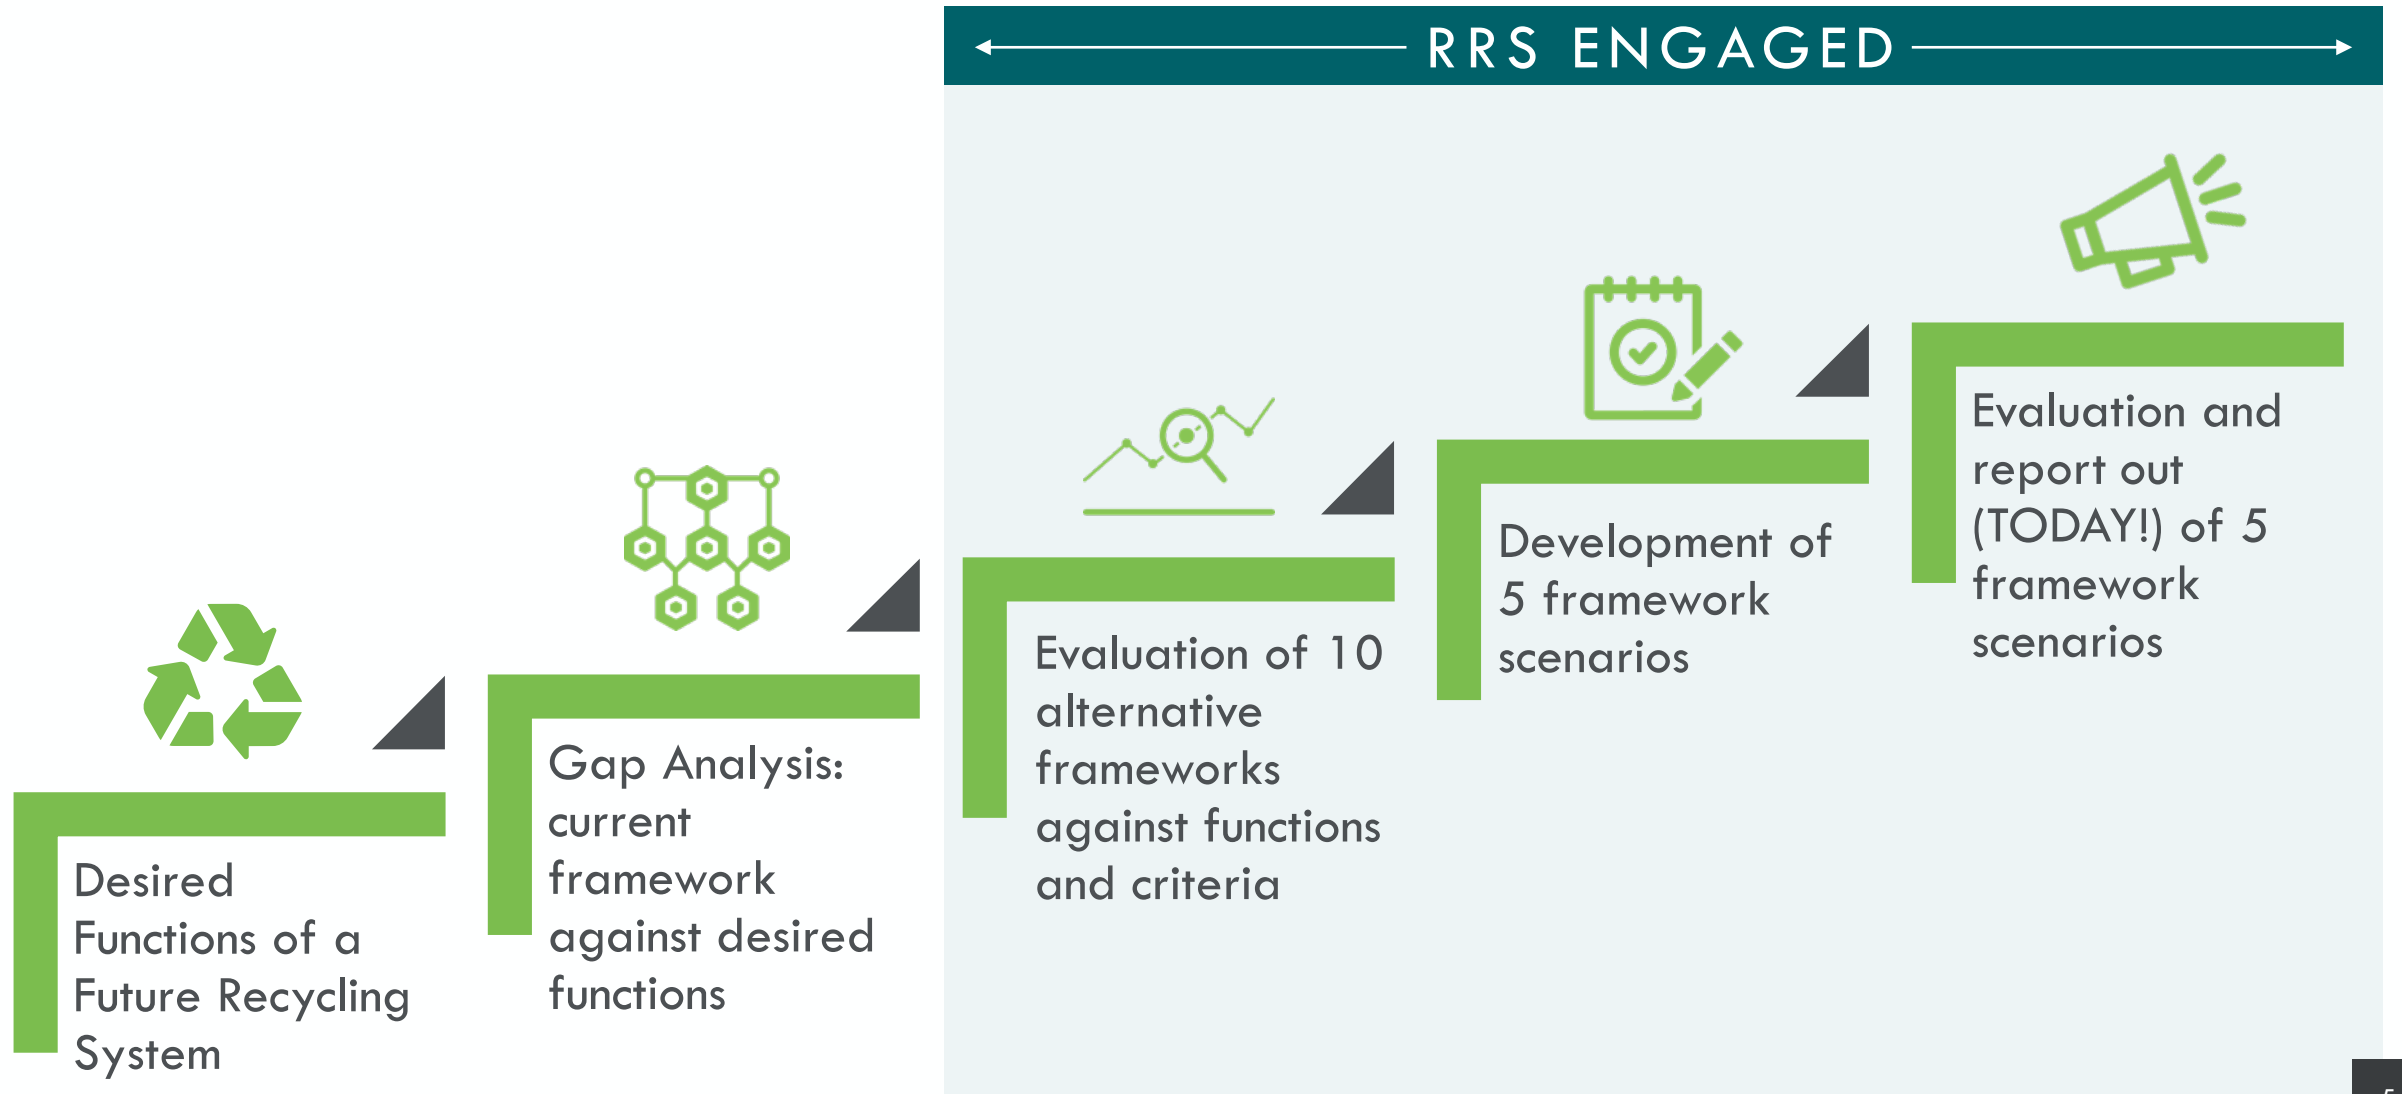 RRS ENGAGED
Desired
Functions of a
Future Recycling
System
Gap Analysis:
current
framework
against desired
functions
Evaluation of 10
alternative
frameworks
against functions
and criteria
Development of
5 framework
scenarios
Evaluation and
report out
(TODAY!) of 5
framework
scenarios